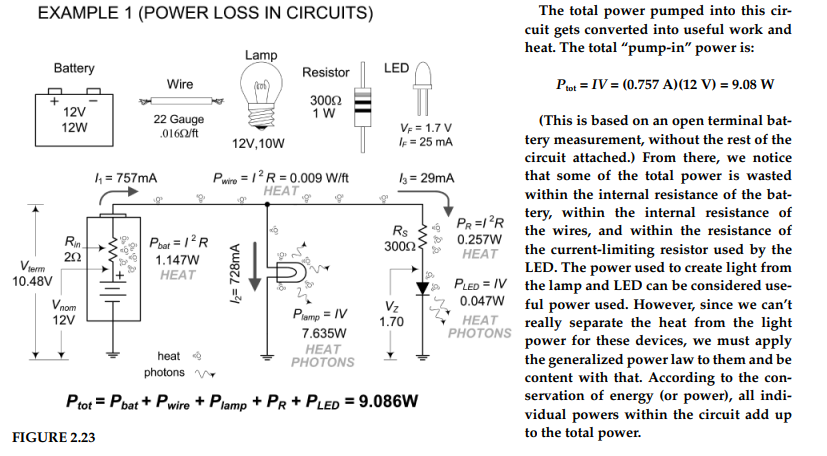 EXAMPLE 1 (POWER LOSS IN CIRCUITS)
Battery
+ −
12V
12W
Wire
22 Gauge
.016Ω/ft
Lamp
12V,10W
Resistor
300Ω
1 W
LED
VF = 1.7 V
IF = 25 mA
I1 = 757mA
Pwire = I²R = 0.009 W/ft
HEAT
I3 = 29mA
Vterm
10.48V
Rin
2Ω
Vnom
12V
+
Pbat = I²R
1.147W
HEAT
I2= 728mA
Plamp = IV
7.635W
HEAT
PHOTONS
RS
300Ω
PR =I²R
0.257W
HEAT
VZ
1.70
PLED = IV
0.047W
HEAT
PHOTONS
heat
photons
Ptot = Pbat + Pwire + Plamp + PR + PLED = 9.086W
FIGURE 2.23
The total power pumped into this cir-
cuit gets converted into useful work and
heat. The total “pump-in” power is:
Ptot = IV = (0.757 A)(12 V) = 9.08 W
(This is based on an open terminal bat-
tery measurement, without the rest of the
circuit attached.) From there, we notice
that some of the total power is wasted
within the internal resistance of the bat-
tery, within the internal resistance of
the wires, and within the resistance of
the current-limiting resistor used by the
LED. The power used to create light from
the lamp and LED can be considered use-
ful power used. However, since we can’t
really separate the heat from the light
power for these devices, we must apply
the generalized power law to them and be
content with that. According to the con-
servation of energy (or power), all indi-
vidual powers within the circuit add up
to the total power.